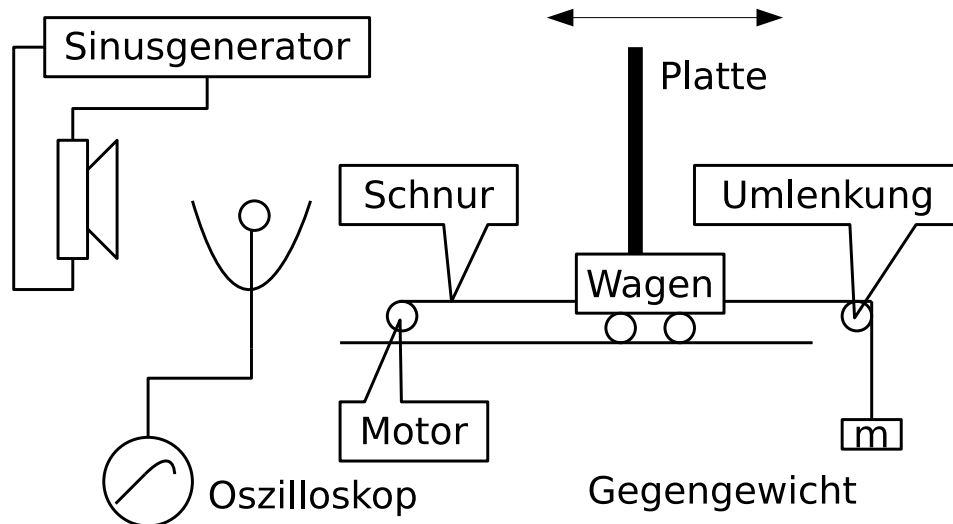 Sinusgenerator
Platte
Schnur
Umlenkung
Wagen
Motor
m
Oszilloskop
Gegengewicht